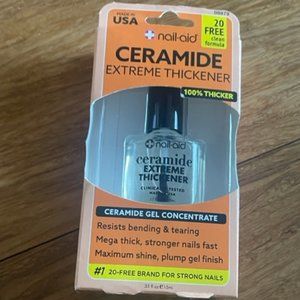 MADE IN
USA
nail-aid
20
FREE
clean
formula
CERAMIDE
EXTREME THICKENER
100% THICKER
nail-aid
ceramide
EXTREME
THICKENER
CERAMIDE GEL CONCENTRATE
Resists bending & tearing
Mega thick, stronger nails fast
Maximum shine, plump gel finish
#1 20-FREE BRAND FOR STRONG NAILS